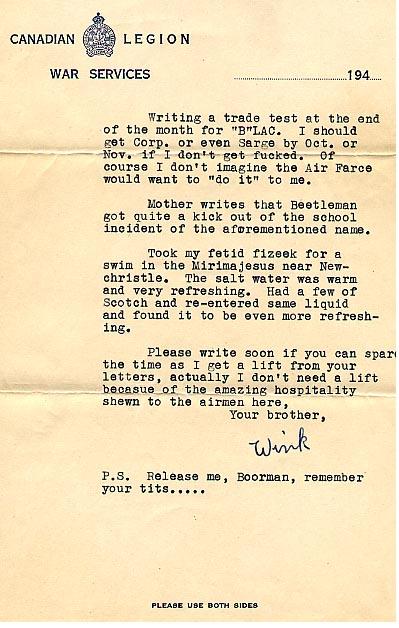 CANADIAN LEGION
WAR SERVICES
194
Writing a trade test at the end
of the month for "B"LAC. I should
get Corp. or even Sarge by Oct. or
Nov. if I don't get fucked. Of
course I don't imagine the Air Farce
would want to "do it" to me.
Mother writes that Beetleman
got quite a kick out of the school
incident of the aforementioned name.
Took my fetid fizeek for a
swim in the Mirimajesus near New-
christle. The salt water was warm
and very refreshing. Had a few of
Scotch and re-entered same liquid
and found it to be even more refresh-
ing.
Please write soon if you can spare
the time as I get a lift from your
letters, actually I don't need a lift
becasue of the amazing hospitality
shewn to the airmen here,
Your brother,
Wink
P.S. Release me, Boorman, remember
your tits.....
PLEASE USE BOTH SIDES